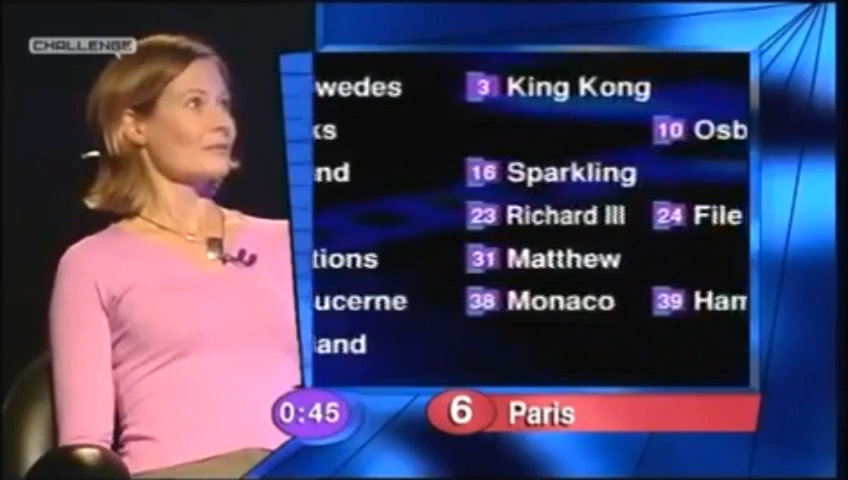 CHALLENGE
wedes 3 King Kong
ks 10 Osb
nd 16 Sparkling
23 Richard III 24 File
tions 31 Matthew
ucerne 38 Monaco 39 Ham
land
0:45 6 Paris